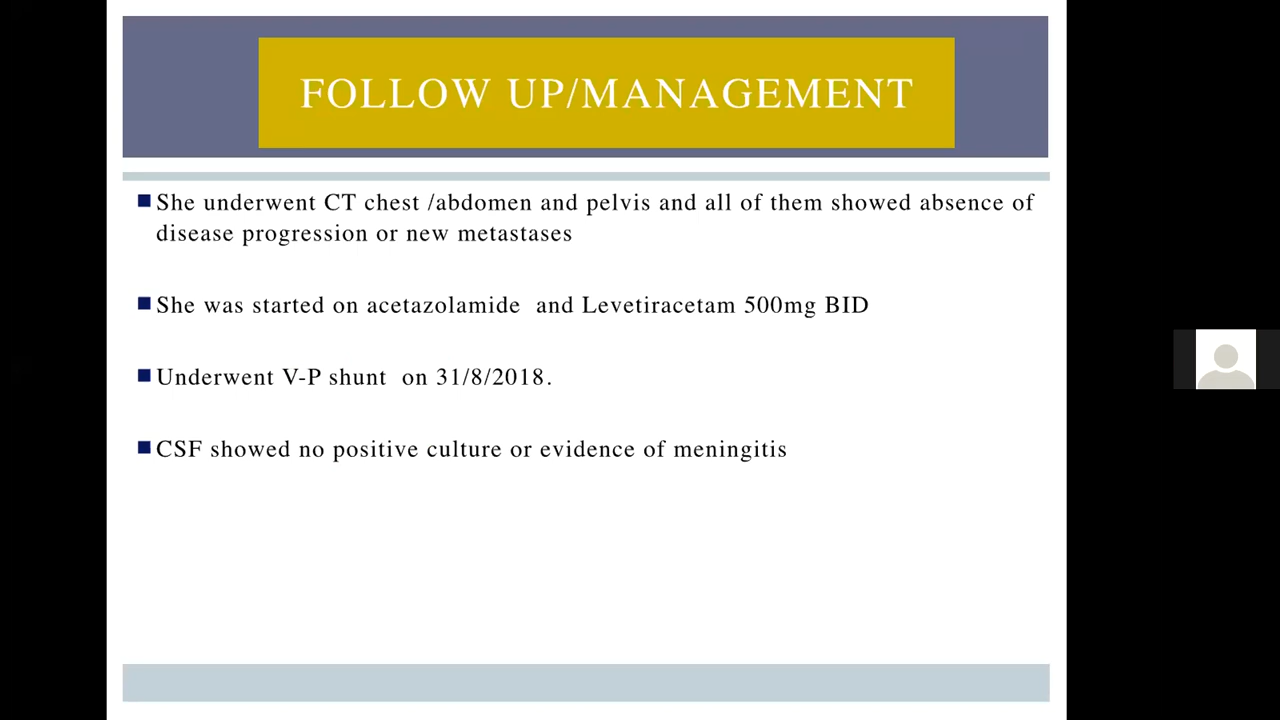 FOLLOW UP/MANAGEMENT
She underwent CT chest /abdomen and pelvis and all of them showed absence of
disease progression or new metastases
She was started on acetazolamide  and Levetiracetam 500mg BID
Underwent V-P shunt  on 31/8/2018.
CSF showed no positive culture or evidence of meningitis